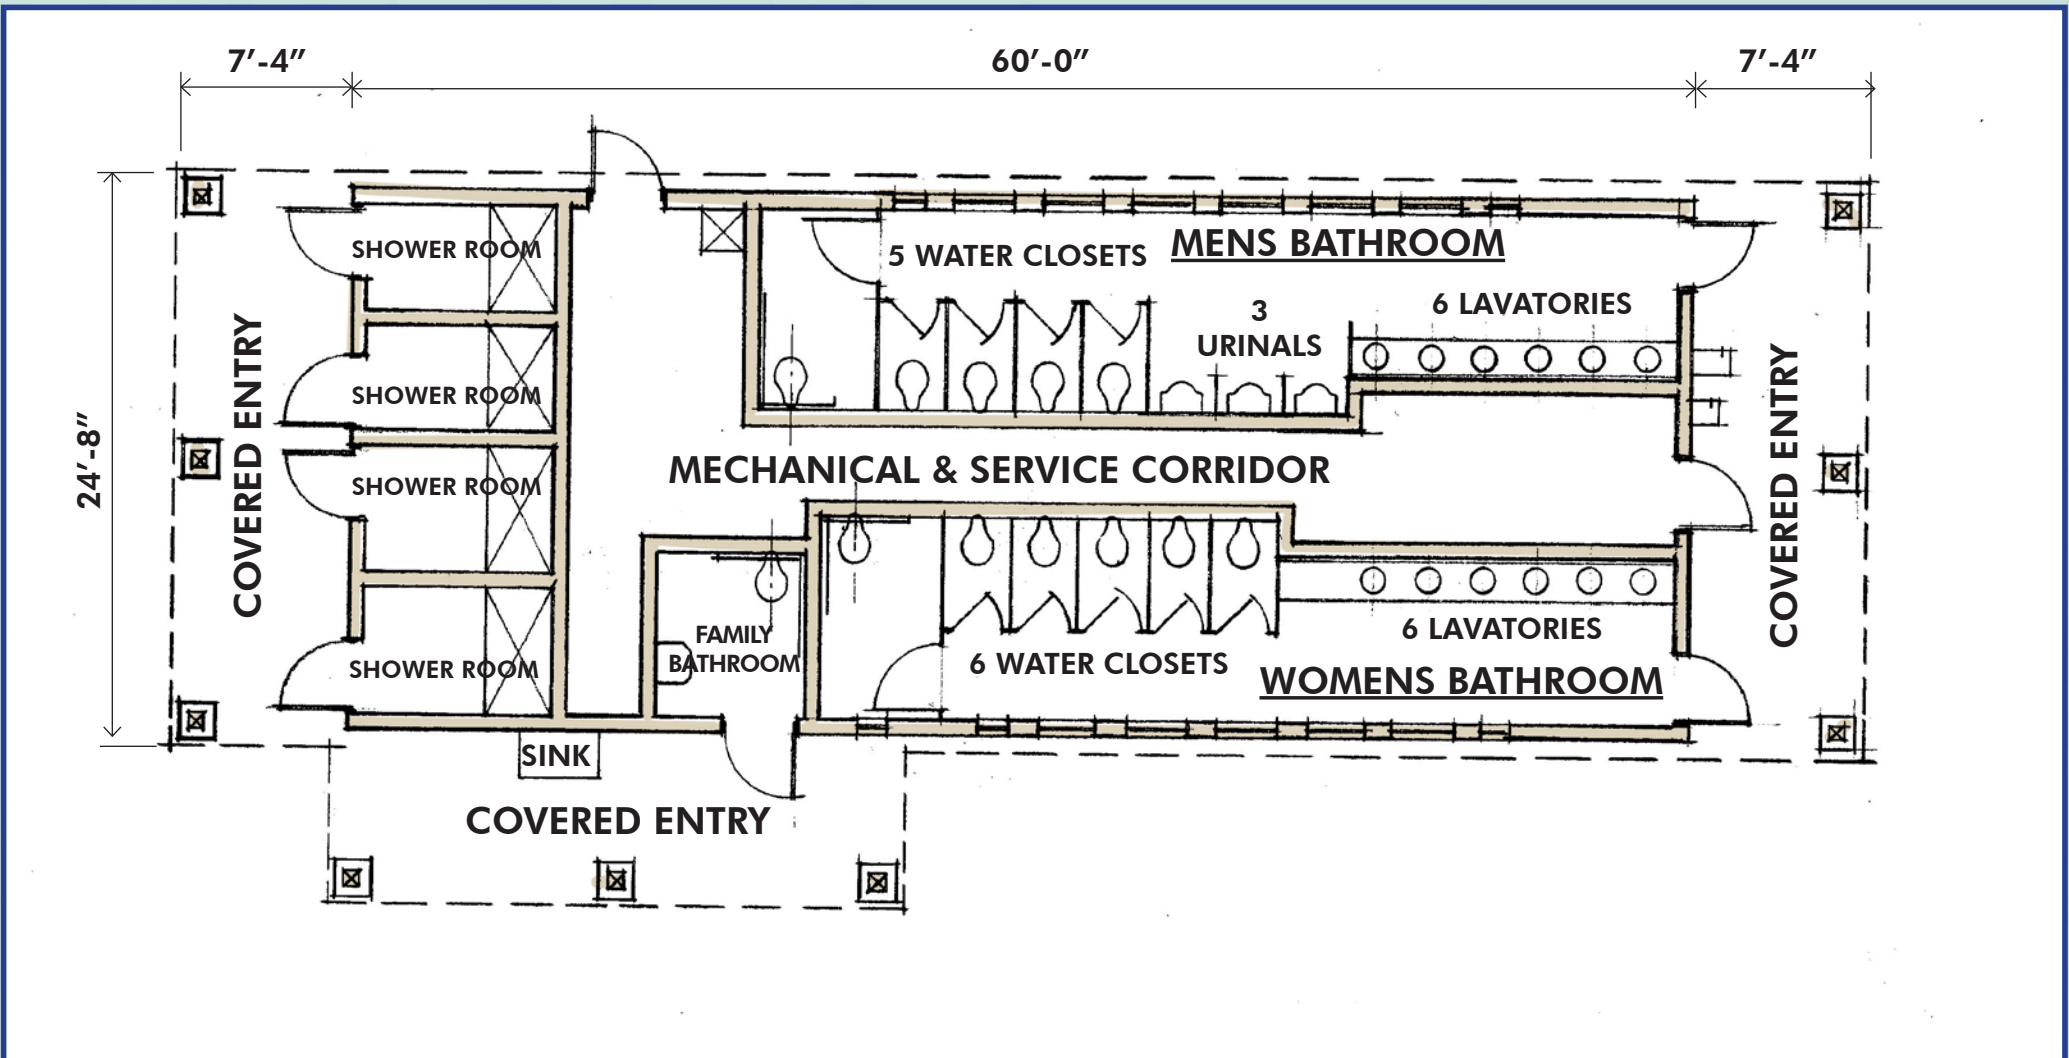 7'-4"
60'-0"
7'-4"
24'-8"
COVERED ENTRY
SHOWER ROOM
SHOWER ROOM
SHOWER ROOM
SHOWER ROOM
5 WATER CLOSETS
MENS BATHROOM
3
URINALS
6 LAVATORIES
MECHANICAL & SERVICE CORRIDOR
COVERED ENTRY
FAMILY
BATHROOM
6 WATER CLOSETS
6 LAVATORIES
WOMENS BATHROOM
SINK
COVERED ENTRY